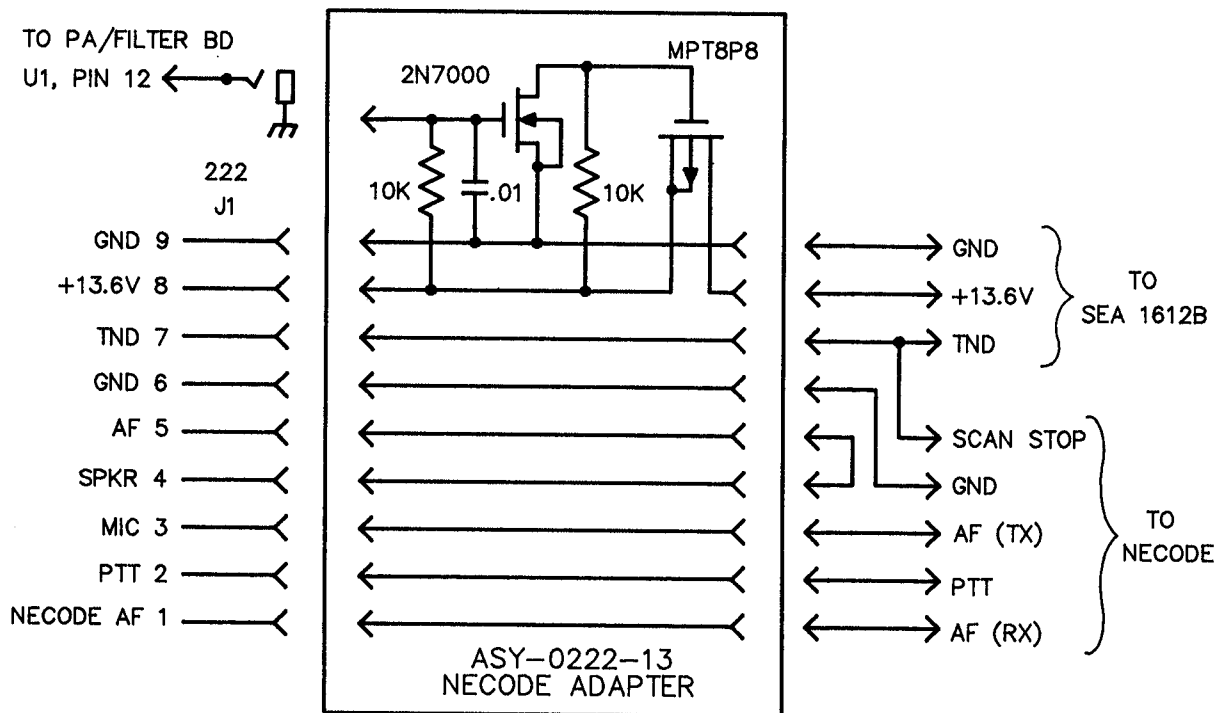 TO PA/FILTER BD
U1, PIN 12
MPT8P8
2N7000
10K
.01
10K
222
J1
GND 9
+13.6V 8
TND 7
GND 6
AF 5
SPKR 4
MIC 3
PTT 2
NECODE AF 1
GND
+13.6V
TND
TO
SEA 1612B
SCAN STOP
GND
AF (TX)
PTT
AF (RX)
TO
NECODE
ASY-0222-13
NECODE ADAPTER